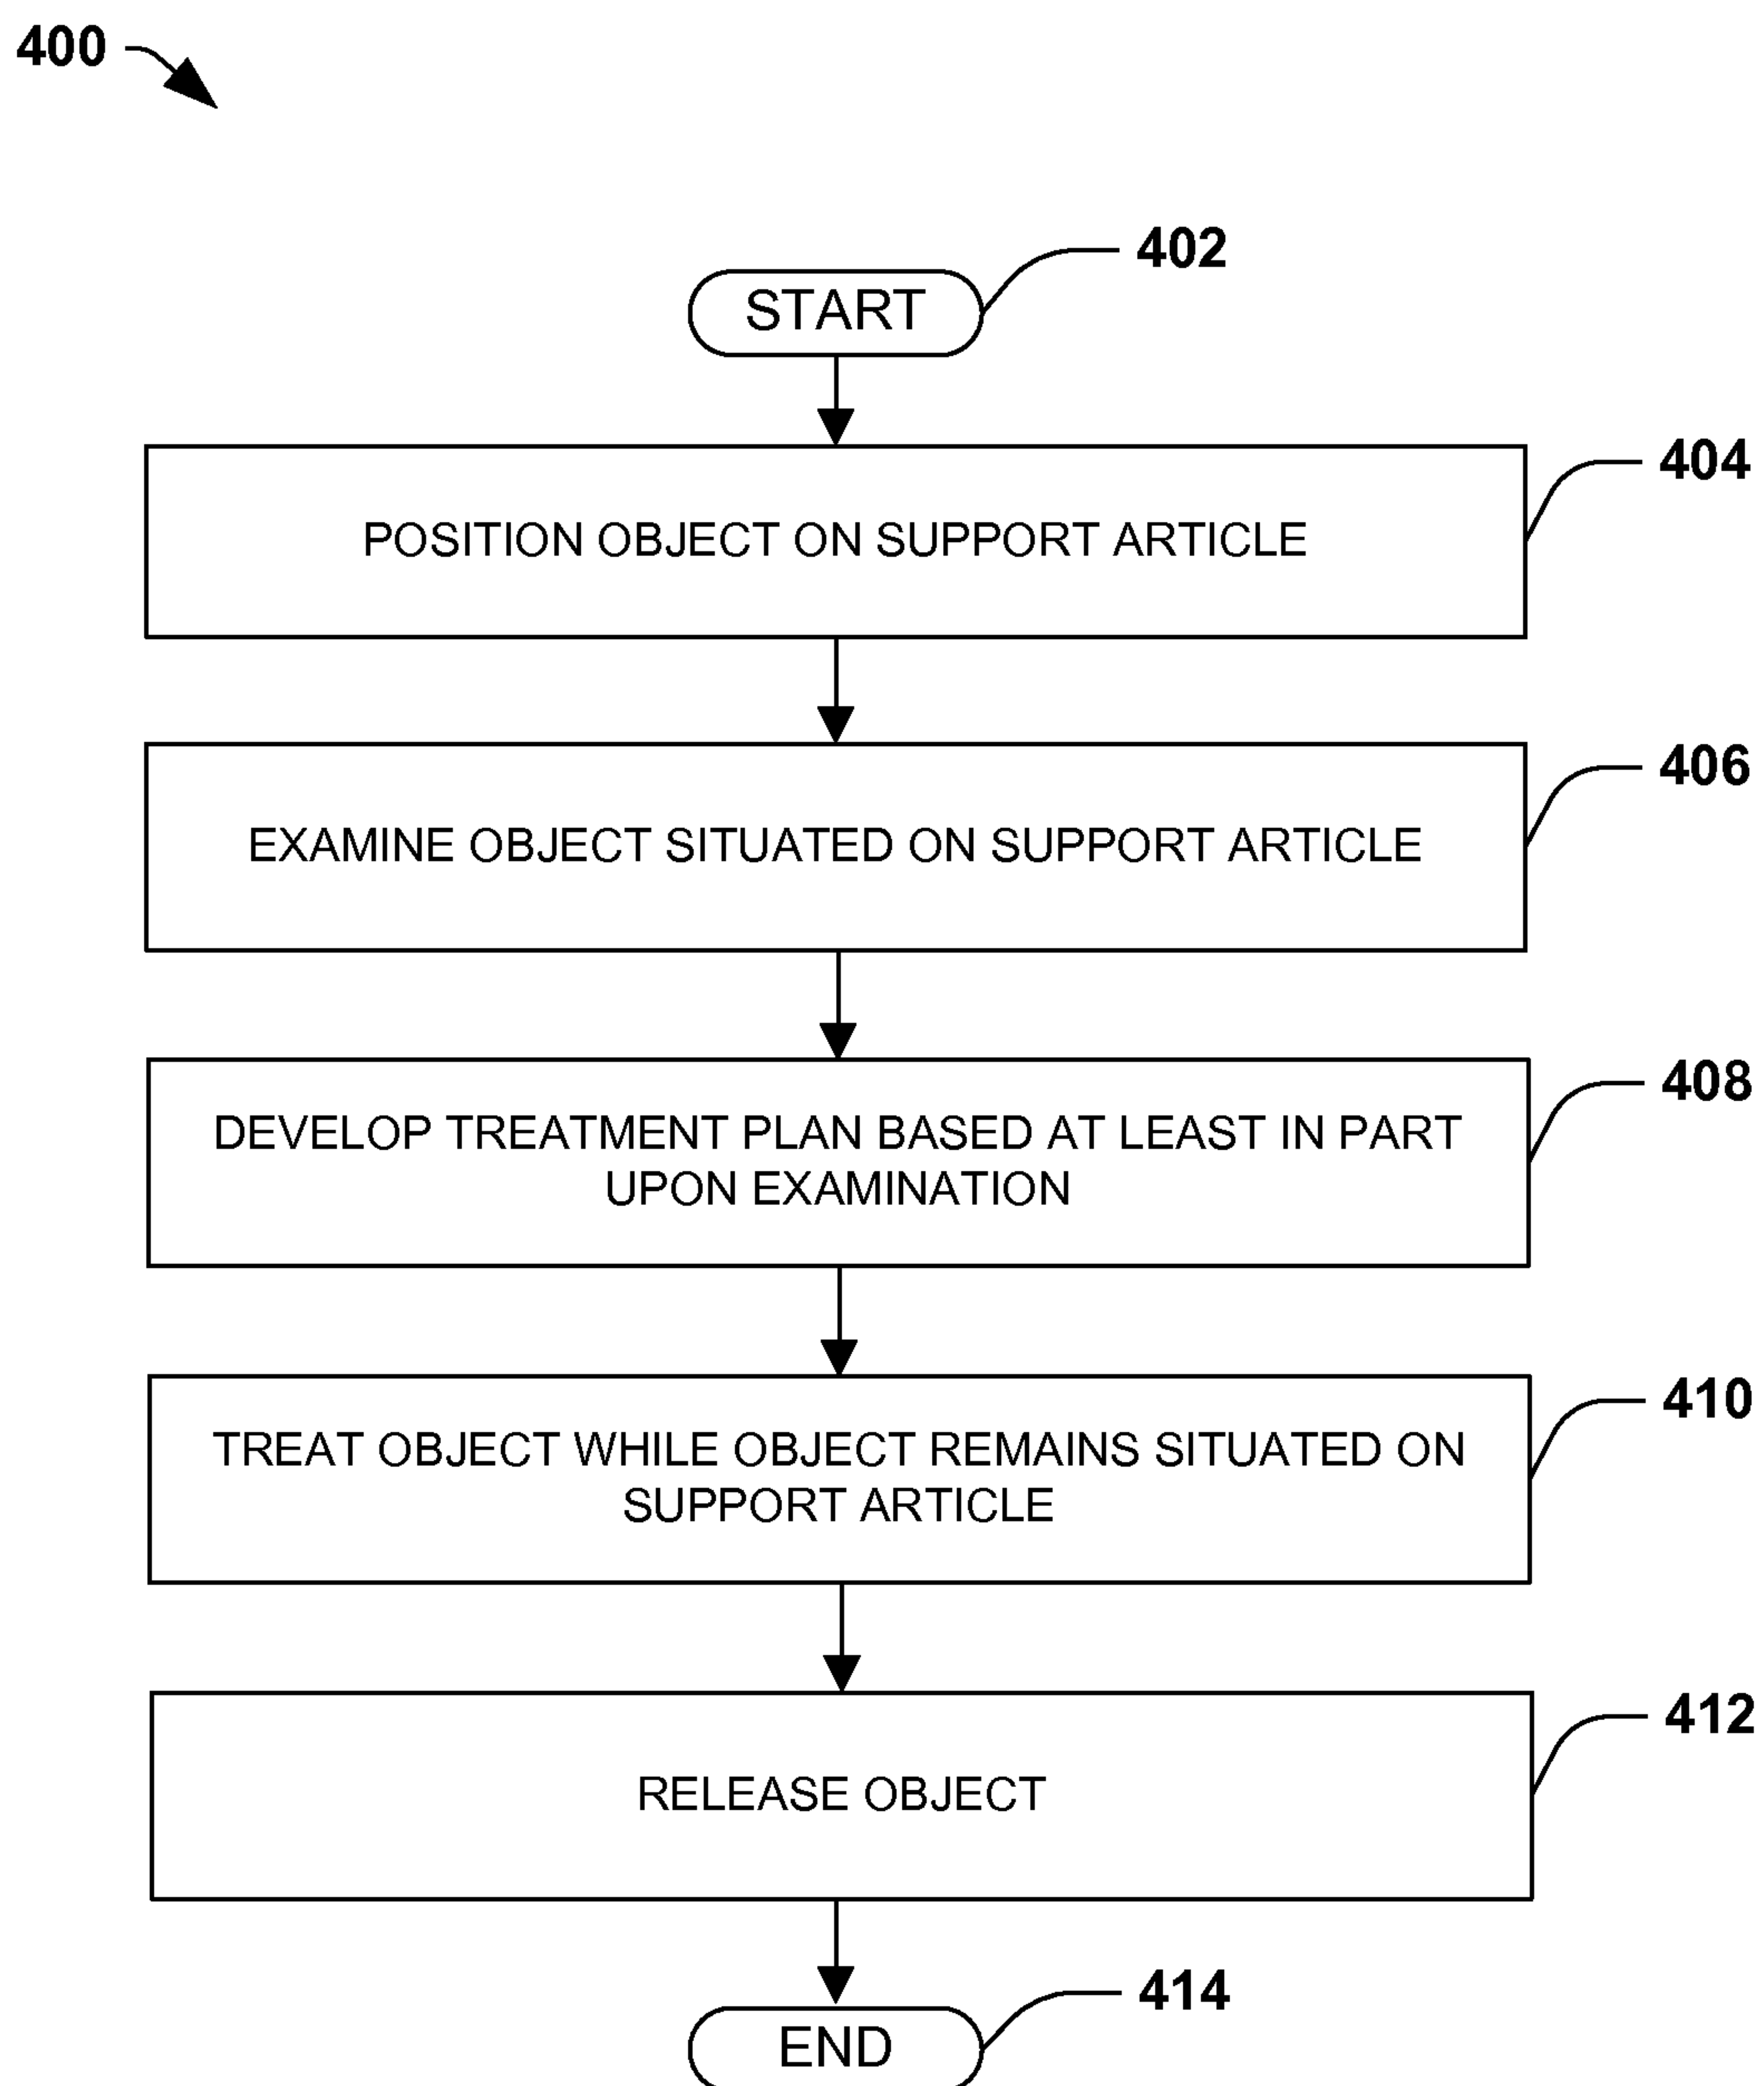 400
402
START
404
POSITION OBJECT ON SUPPORT ARTICLE
406
EXAMINE OBJECT SITUATED ON SUPPORT ARTICLE
408
DEVELOP TREATMENT PLAN BASED AT LEAST IN PART
UPON EXAMINATION
410
TREAT OBJECT WHILE OBJECT REMAINS SITUATED ON
SUPPORT ARTICLE
412
RELEASE OBJECT
414
END